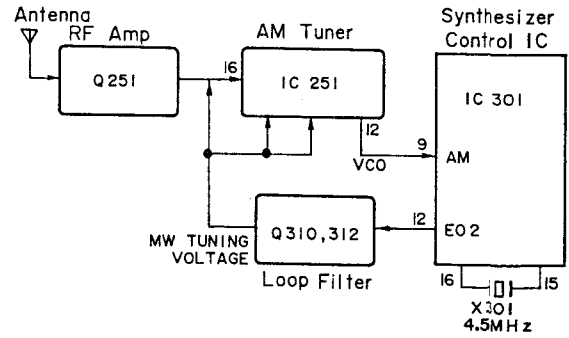 Antenna
RF Amp
Q251
AM Tuner
16
IC 251
12
VCO
Synthesizer
Control IC
IC 301
9
AM
12
EO2
MW TUNING
VOLTAGE
Q310,312
Loop Filter
16
15
X301
4.5MHz